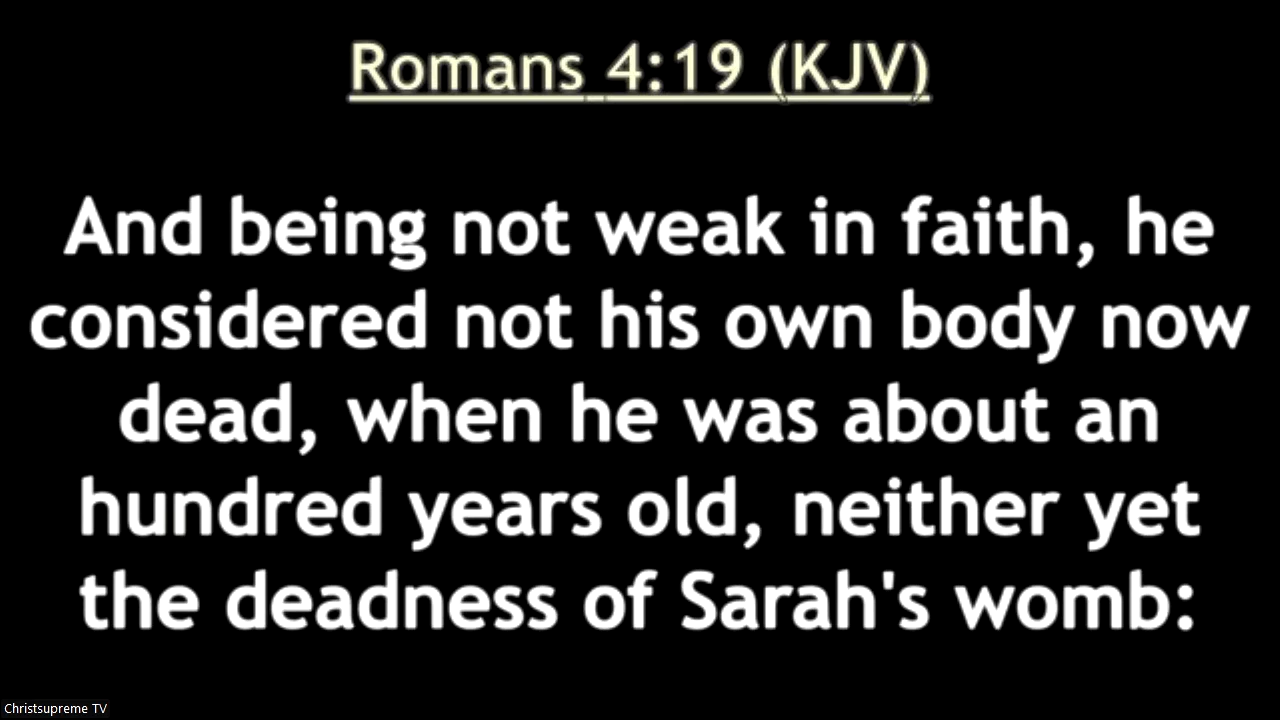 Romans 4:19 (KJV)
And being not weak in faith, he
considered not his own body now
dead, when he was about an
hundred years old, neither yet
the deadness of Sarah's womb:
Christsupreme TV